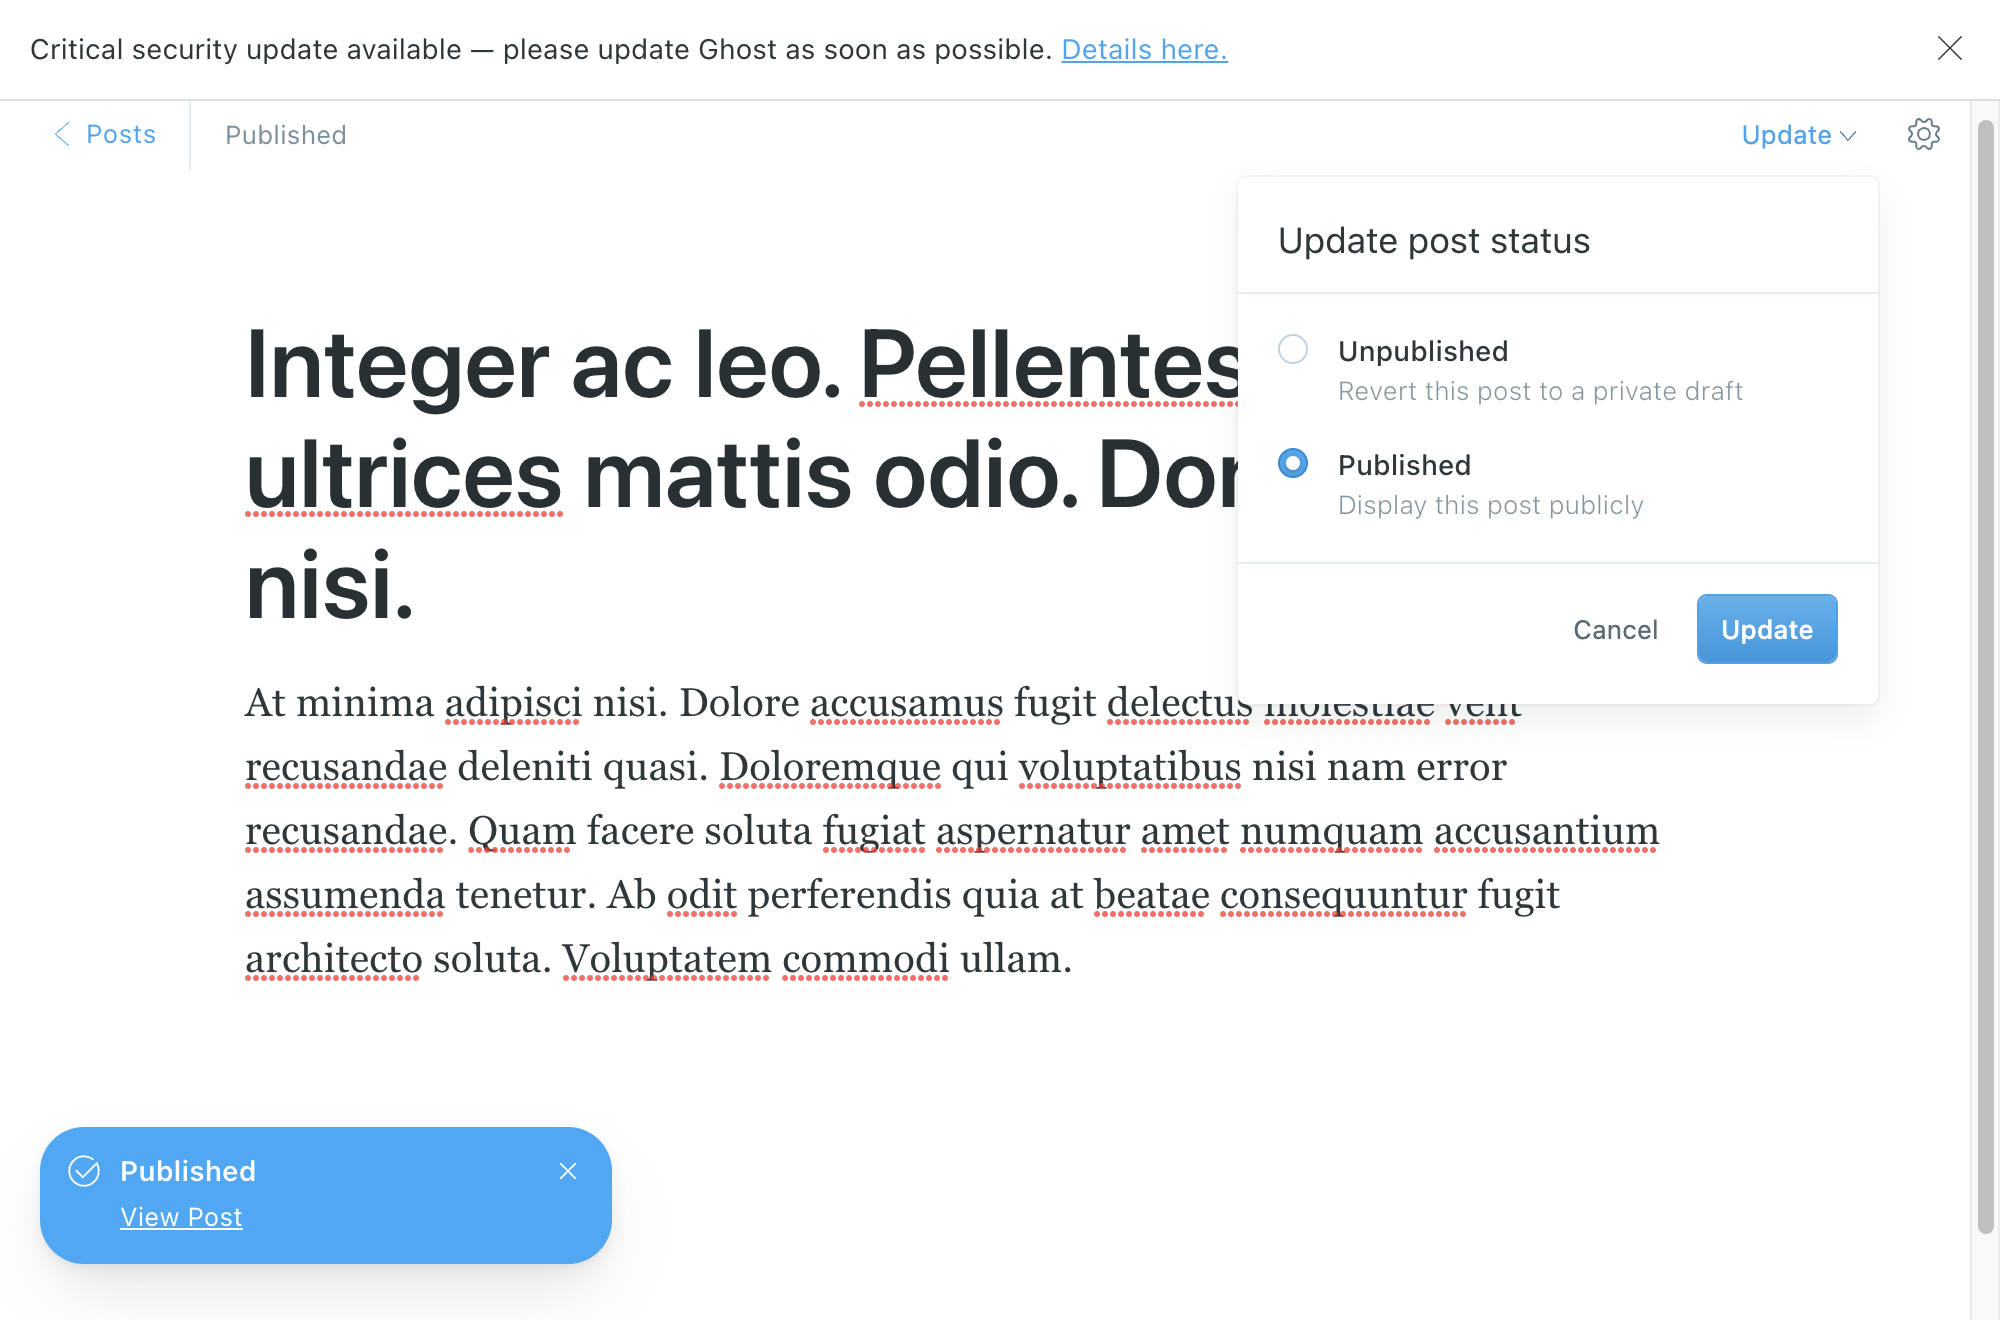 Critical security update available — please update Ghost as soon as possible. Details here.
Posts
Published
Update
Update post status
Unpublished
Revert this post to a private draft
Published
Display this post publicly
Cancel
Update
Integer ac leo.
ultrices mattis odio.
nisi.
At minima adipisci nisi. Dolore accusamus fugit delectus molestiae velit
recusandae deleniti quasi. Doloremque qui voluptatibus nisi nam error
recusandae. Quam facere soluta fugiat aspernatur amet numquam accusantium
assumenda tenetur. Ab odit perferendis quia at beatae consequuntur fugit
architecto soluta. Voluptatem commodi ullam.
Published
View Post